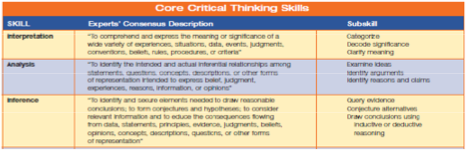 Core Critical Thinking Skills
SKILL Experts' Consensus Description Subskill
Interpretation "To comprehend and express the meaning or significance of a Categorize
wide variety of experiences, situations, data, events, judgments, Decode significance
conventions, beliefs, rules, procedures, or criteria" Clarify meaning
Analysis "To identify the intended and actual inferential relationships among Examine ideas
statements, questions, concepts, descriptions, or other forms Identify arguments
of representation intended to express belief, judgment, Identify reasons and claims
experiences, reasons, information, or opinions"
Inference "To identify and secure elements needed to draw reasonable Query evidence
conclusions; to form conjectures and hypotheses; to consider Conjecture alternatives
relevant information and to educe the consequences flowing Draw conclusions using
from data, statements, principles, evidence, judgments, beliefs, inductive or deductive
opinions, concepts, descriptions, questions, or other forms reasoning
of representation"